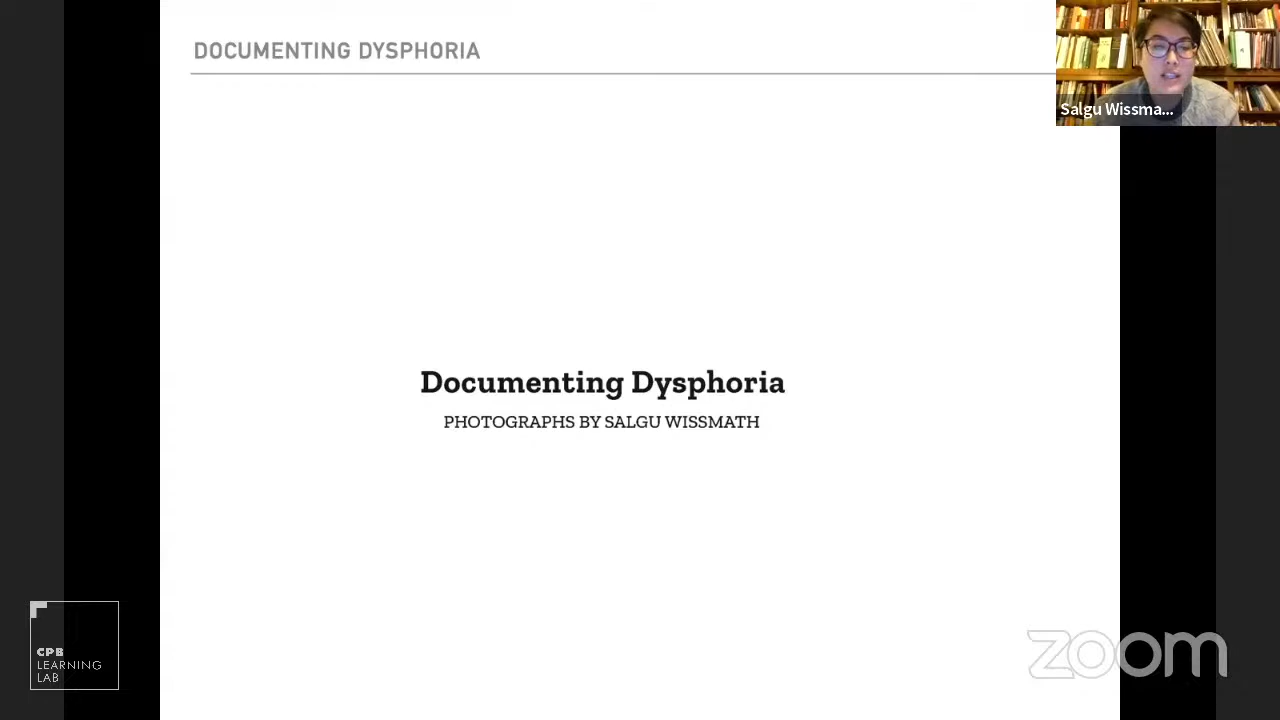 DOCUMENTING DYSPHORIA
Salgu Wissma...
Documenting Dysphoria
PHOTOGRAPHS BY SALGU WISSMATH
CPB
LEARNING
LAB
zoom